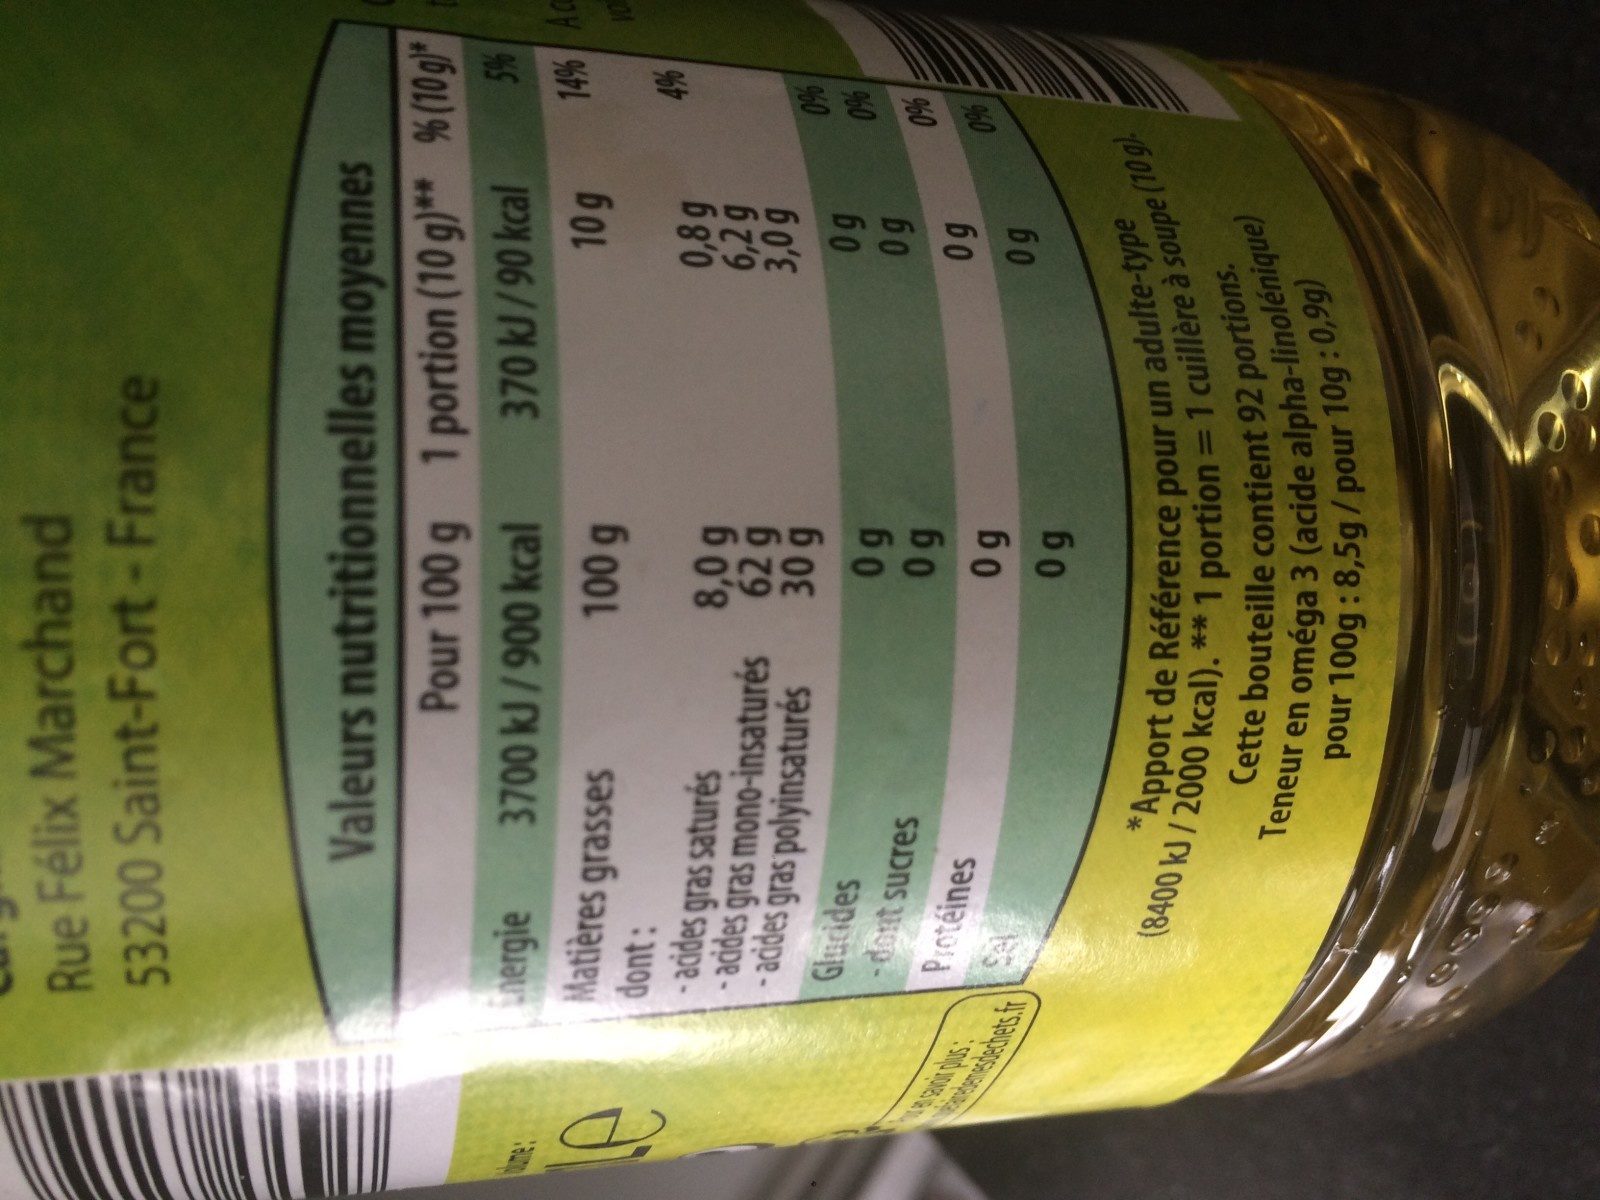 Rue Félix Marchand
53200 Saint-Fort - France
Valeurs nutritionnelles moyennes
Pour 100 g 1 portion (10 g)** % (10 g)*
Energie 3700 kJ / 900 kcal 370 kJ / 90 kcal 5%
Matières grasses 100 g 10 g 14%
dont :
- acides gras saturés 8,0 g 0,8 g 4%
- acides gras mono-insaturés 62 g 6,2 g
- acides gras polyinsaturés 30 g 3,0 g
Glucides 0 g 0 g 0%
- dont sucres 0 g 0 g 0%
Protéines 0 g 0 g 0%
Sel 0 g 0 g 0%
*Apport de Référence pour un adulte-type
(8400 kJ / 2000 kcal). ** 1 portion = 1 cuillère à soupe (10 g).
Cette bouteille contient 92 portions.
Teneur en oméga 3 (acide alpha-linolénique)
pour 100g : 8,5g / pour 10g : 0,9g)
en savoir plus :